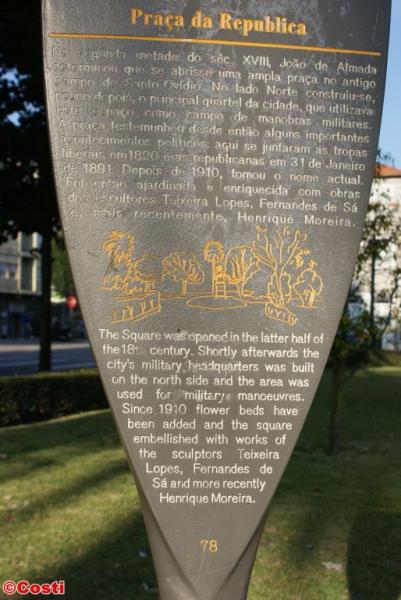 Praça da Republica
Na segunda metade do séc. XVIII, João de Almada
determinou que se abrisse uma ampla praça no antigo
campo de Santo Ovídio. No lado Norte construiu-se,
pouco depois, o principal quartel da cidade, que utilizava
este espaço como campo de manobras militares.
A praça testemunhou desde então alguns importantes
acontecimentos políticos: aqui se juntaram as tropas
liberais em 1820 e as republicanas em 31 de Janeiro
de 1891. Depois de 1910, tomou o nome actual.
Foi então ajardinada e enriquecida com obras
dos escultores Teixeira Lopes, Fernandes de Sá
e, mais recentemente, Henrique Moreira.
The Square was opened in the latter half of
the 18th century. Shortly afterwards the
city's military headquarters was built
on the north side and the area was
used for military manoeuvres.
Since 1910 flower beds have
been added and the square
embellished with works of
the sculptors Teixeira
Lopes, Fernandes de
Sá and more recently
Henrique Moreira.
78
©Costi